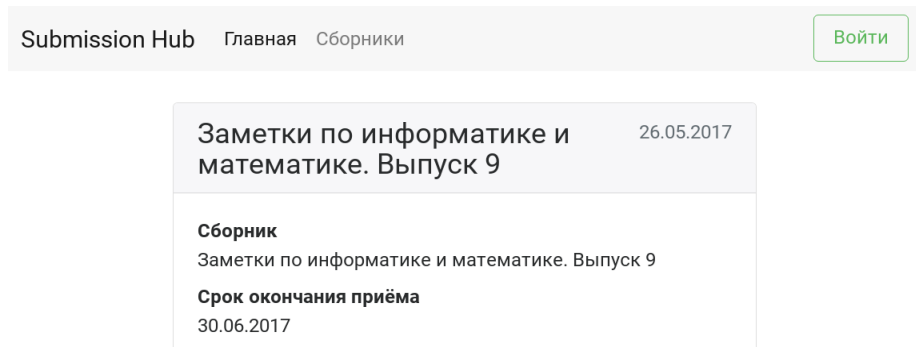 Submission Hub Главная Сборники Войти
Заметки по информатике и 26.05.2017
математике. Выпуск 9
Сборник
Заметки по информатике и математике. Выпуск 9
Срок окончания приёма
30.06.2017